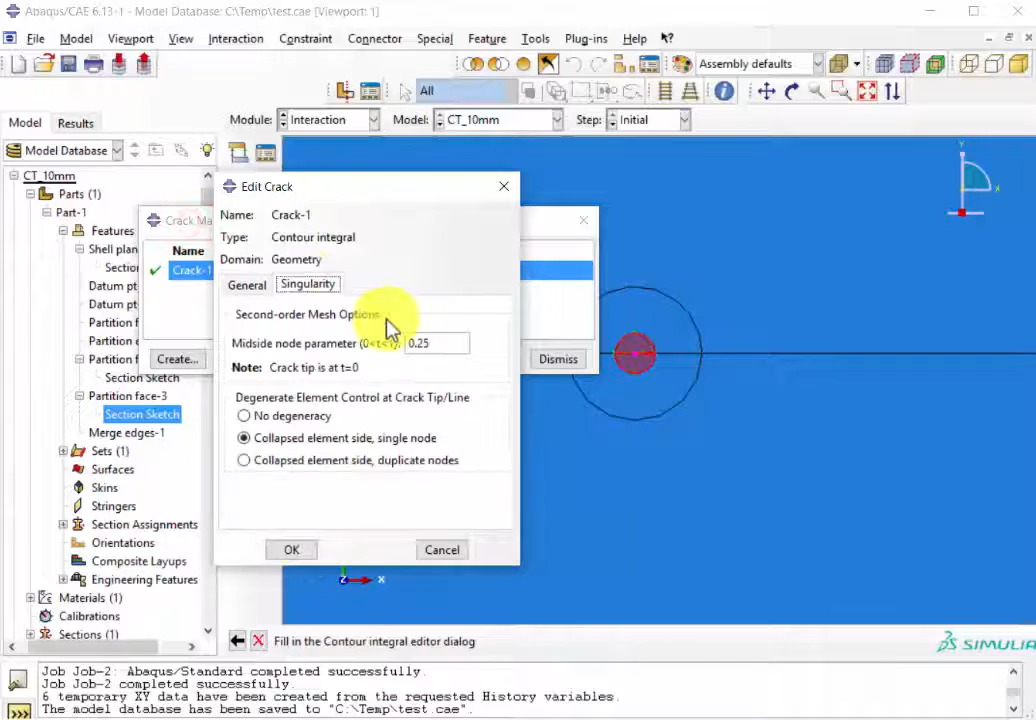 Abaqus/CAE 6.13-1 - Model Database: C:\Temp\test.cae [Viewport: 1]
File Model Viewport View Interaction Constraint Connector Special Feature Tools Plug-ins Help
Assembly defaults
All
Model Results Module: Interaction Model: CT_10mm Step: Initial
Model Database
CT_10mm
Parts (1)
Part-1
Features
Shell plan
Sectio
Datum pt
Datum pt
Partition f
Partition e
Partition f
Section Sketch
Partition face-3
Section Sketch
Merge edges-1
Sets (1)
Surfaces
Skins
Stringers
Section Assignments
Orientations
Composite Layups
Engineering Features
Materials (1)
Calibrations
Sections (1)
Crack Ma
Name
Crack-1
Create...
Dismiss
Edit Crack
Name: Crack-1
Type: Contour integral
Domain: Geometry
General Singularity
Second-order Mesh Options
Midside node parameter (0<t<1): 0.25
Note: Crack tip is at t=0
Degenerate Element Control at Crack Tip/Line
No degeneracy
Collapsed element side, single node
Collapsed element side, duplicate nodes
OK Cancel
Y
X
Z X
Fill in the Contour integral editor dialog
SIMULIA
Job Job-2: Abaqus/Standard completed successfully.
Job Job-2 completed successfully.
6 temporary XY data have been created from the requested History variables.
The model database has been saved to "C:\Temp\test.cae".